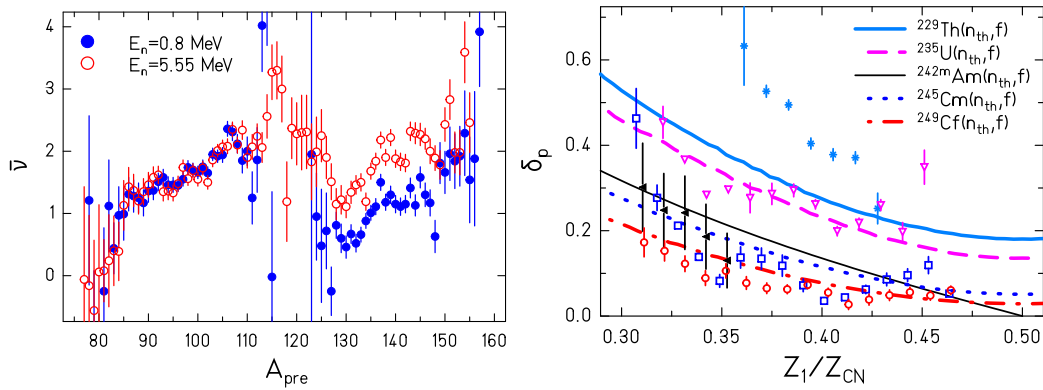 4
3
2
1
0
80 90 100 110 120 130 140 150 160
ν̄
A_pre
E_n=0.8 MeV
E_n=5.55 MeV
0.6
0.4
0.2
0.0
0.30 0.35 0.40 0.45 0.50
δ_p
Z_1/Z_CN
²²⁹Th(n_th,f)
²³⁵U(n_th,f)
²⁴²ᵐAm(n_th,f)
²⁴⁵Cm(n_th,f)
²⁴⁹Cf(n_th,f)